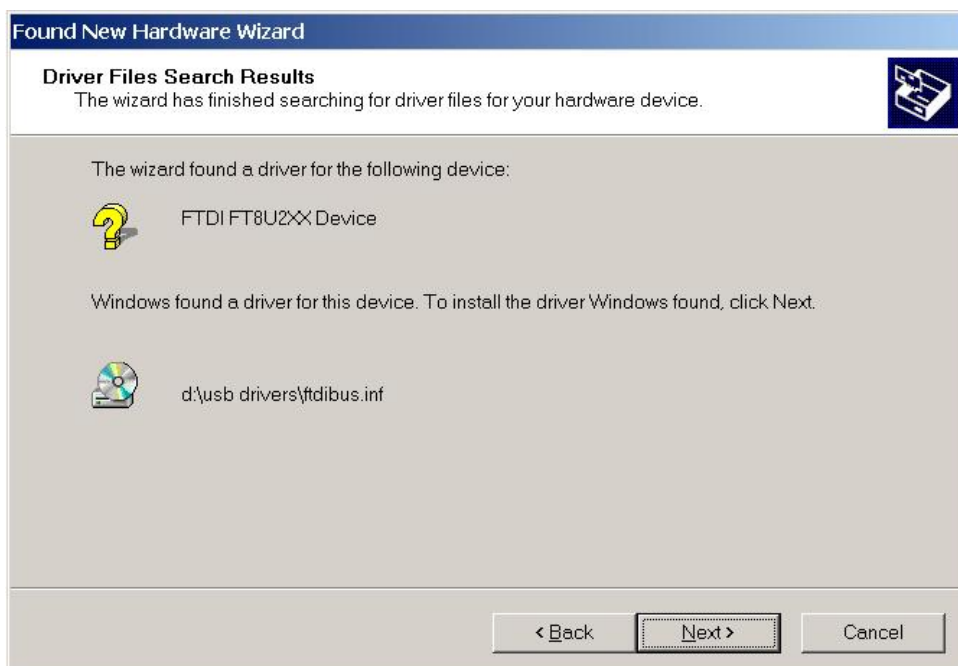 Found New Hardware Wizard
Driver Files Search Results
The wizard has finished searching for driver files for your hardware device.
The wizard found a driver for the following device:
FTDI FT8U2XX Device
Windows found a driver for this device. To install the driver Windows found, click Next.
d:\usb drivers\ftdibus.inf
< Back
Next >
Cancel